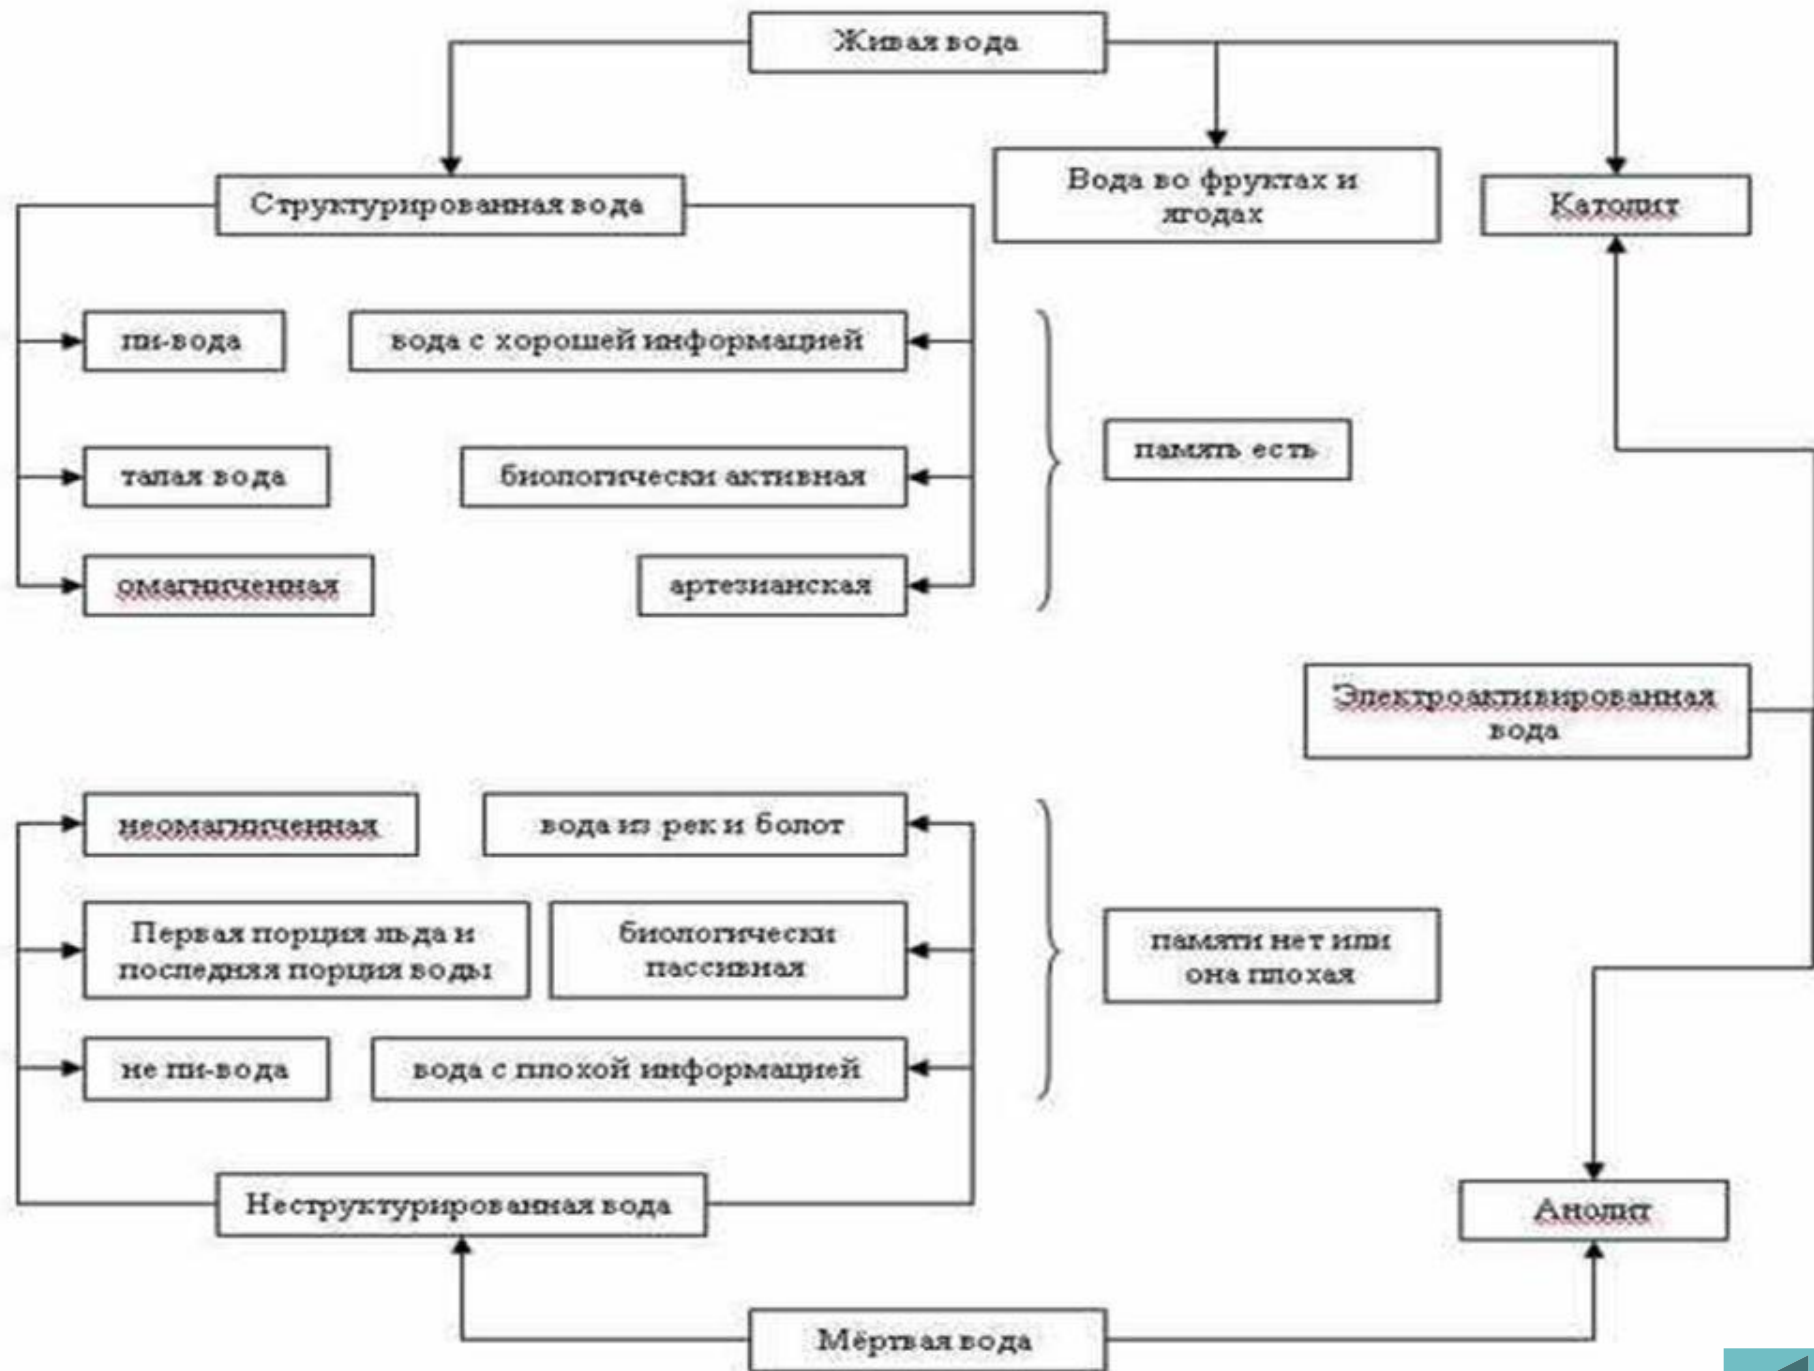 Живая вода
Вода во фруктах и
ягодах
Структурированная вода
Католит
пи-вода
вода с хорошей информацией
память есть
талая вода
биологически активная
омагниченная
артезианская
Электроактивированная
вода
неомагниченная
вода из рек и болот
Первая порция льда и
последняя порция воды
биологически
пассивная
памяти нет или
она плохая
не пи-вода
вода с плохой информацией
Неструктурированная вода
Анолит
Мёртвая вода